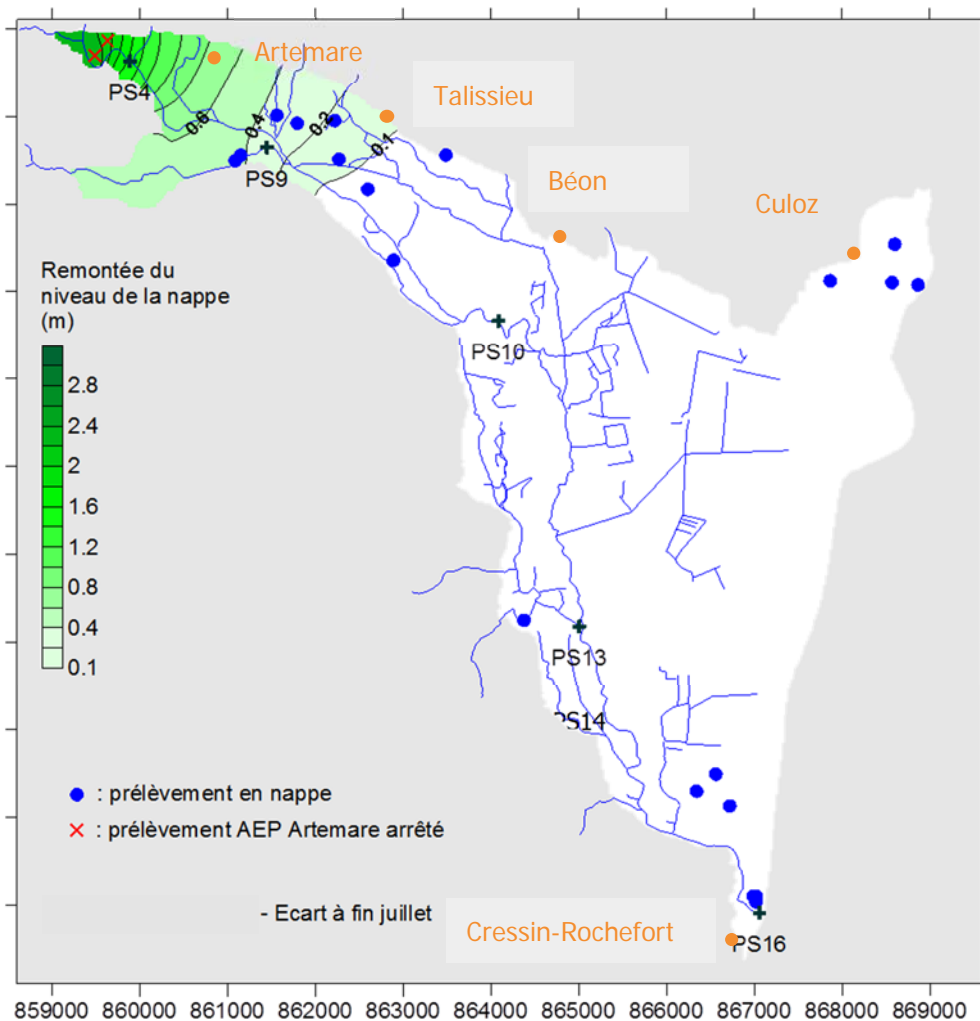 Artemare
PS4
Talissieu
0.6
0.4
0.2
0.1
PS9
Béon
Culoz
Remontée du
niveau de la nappe
(m)
PS10
2.8
2.4
2
1.6
1.2
0.8
0.4
0.1
PS13
PS14
: prélèvement en nappe
: prélèvement AEP Artemare arrêté
- Ecart à fin juillet
Cressin-Rochefort
PS16
859000 860000 861000 862000 863000 864000 865000 866000 867000 868000 869000